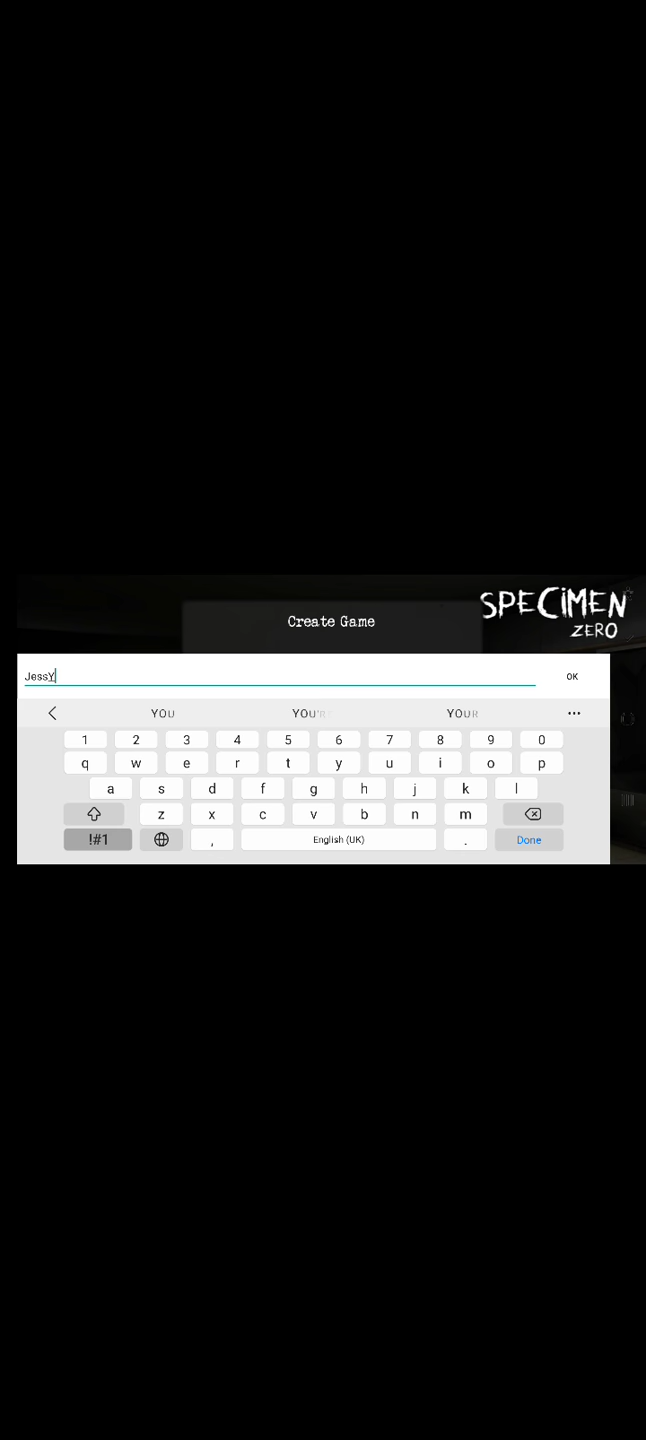 SPECIMEN
ZERO
Create Game
JessY
OK
YOU YOU'R YOUR
1 2 3 4 5 6 7 8 9 0
q w e r t y u i o p
a s d f g h j k l
z x c v b n m
!#1 , English (UK) . Done